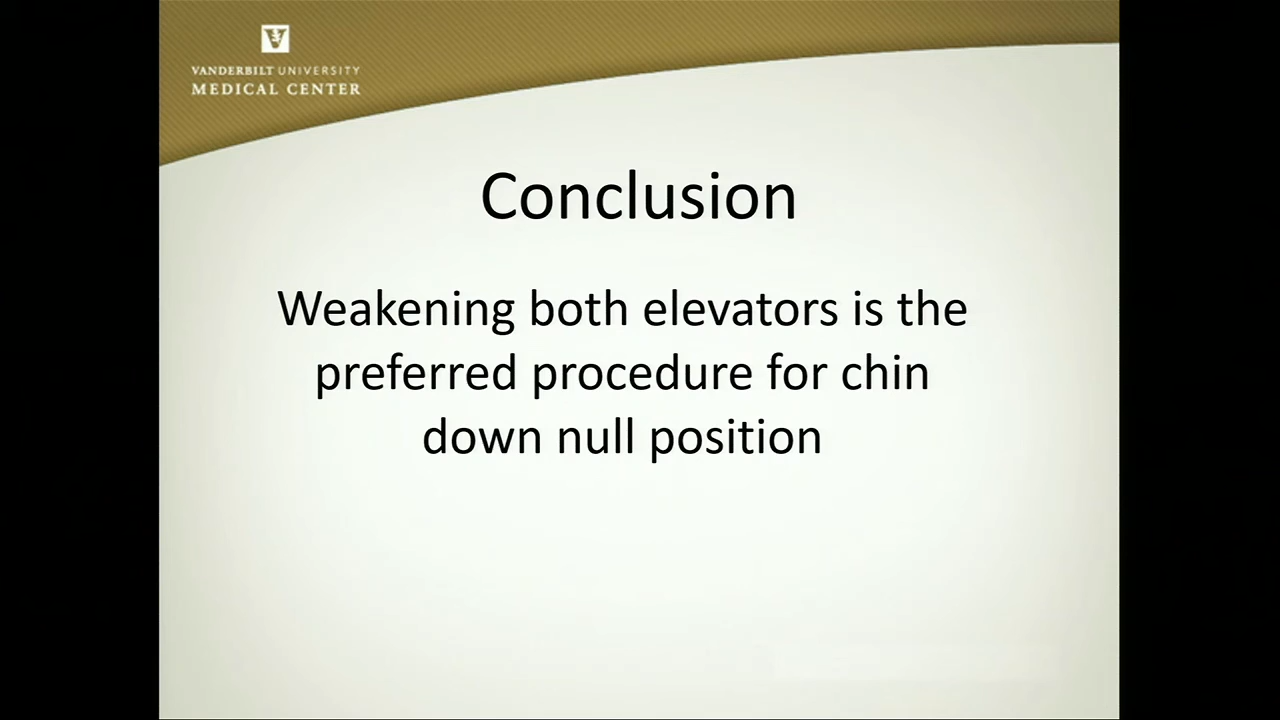 VANDERBILT UNIVERSITY
MEDICAL CENTER
Conclusion
Weakening both elevators is the
preferred procedure for chin
down null position